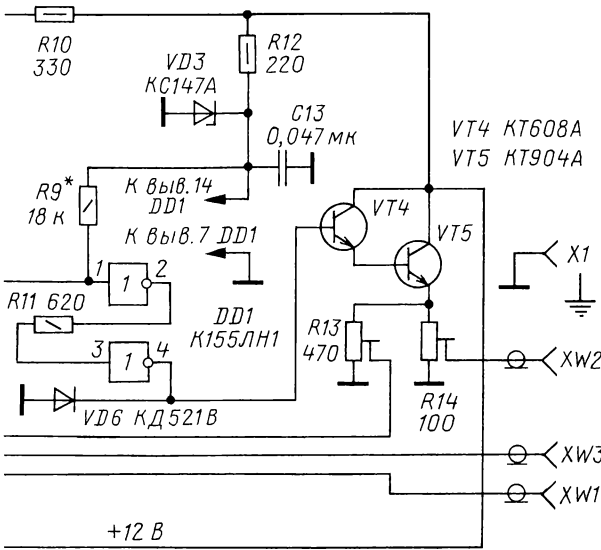 R10
330
R12
220
VD3
КС147А
C13
0,047 мк
VT4 КТ608А
VT5 КТ904А
R9*
18 к
К выв.14
DD1
К выв.7 DD1
VT4
VT5
X1
1
1
2
R11 620
DD1
К155ЛН1
R13
470
3
1
4
XW2
VD6 КД521В
R14
100
XW3
XW1
+12 В